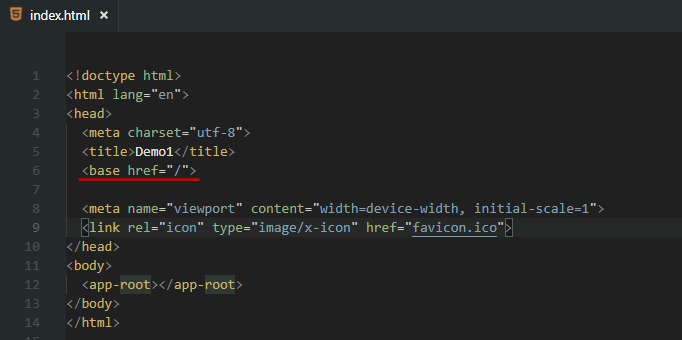 index.html ×
1 <!doctype html>
2 <html lang="en">
3 <head>
4 <meta charset="utf-8">
5 <title>Demo1</title>
6 <base href="/">
7
8 <meta name="viewport" content="width=device-width, initial-scale=1">
9 <link rel="icon" type="image/x-icon" href="favicon.ico">
10 </head>
11 <body>
12 <app-root></app-root>
13 </body>
14 </html>